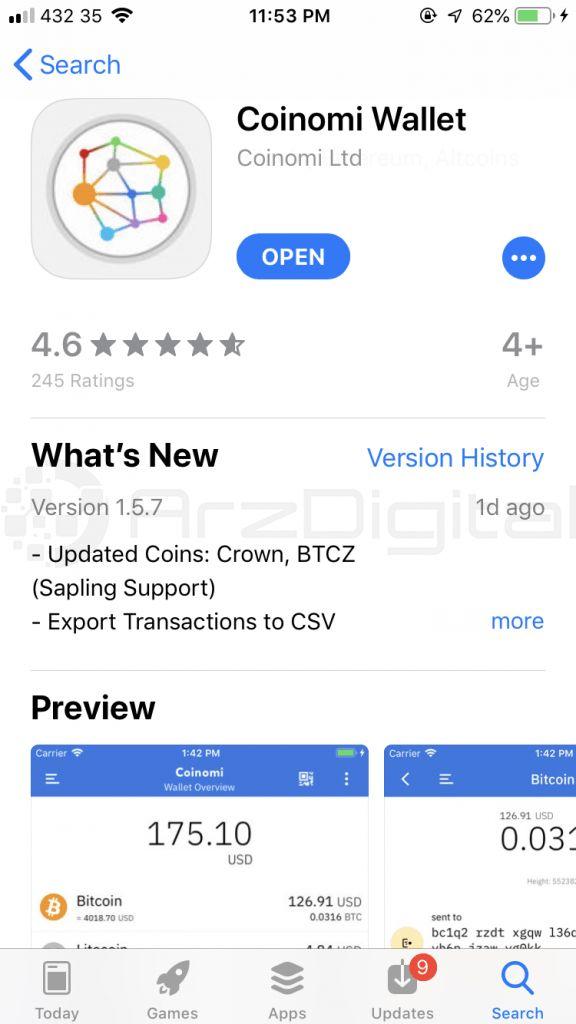 432 35 11:53 PM 62%
Search
Coinomi Wallet
Coinomi Ltd reum, Altcoins
OPEN
4.6 4+
245 Ratings Age
What's New Version History
Version 1.5.7 1d ago
ArzDigital
- Updated Coins: Crown, BTCZ
(Sapling Support)
- Export Transactions to CSV more
Preview
Carrier 1:42 PM Carrier 1:42 PM
Coinomi Bitcoin
Wallet Overview
175.10
USD
126.91 USD
0.031
Height: 55238
Bitcoin 126.91 USD
≈ 4018.70 USD 0.0316 BTC
sent to
bc1q2 rzdt xgqw l36
Litecoin 4.84 USD
9
Today Games Apps Updates Search